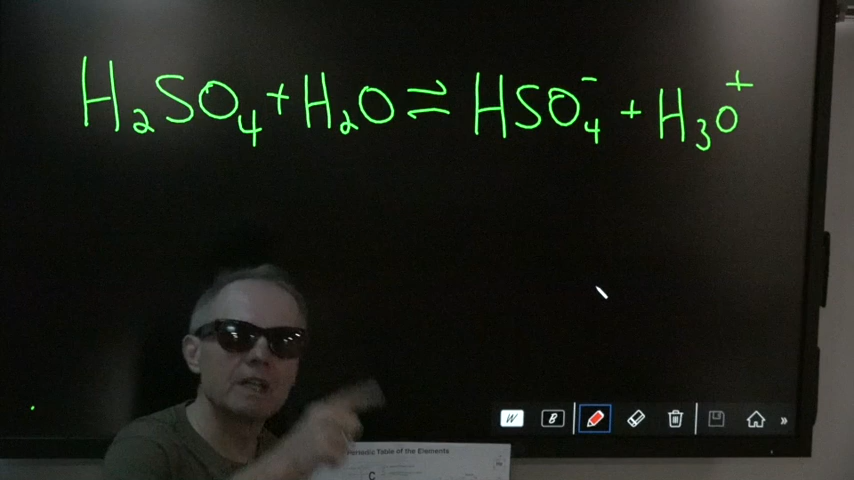 H₂SO₄ + H₂O ⇌ HSO₄⁻ + H₃O⁺
W B »
Periodic Table of the Elements
C